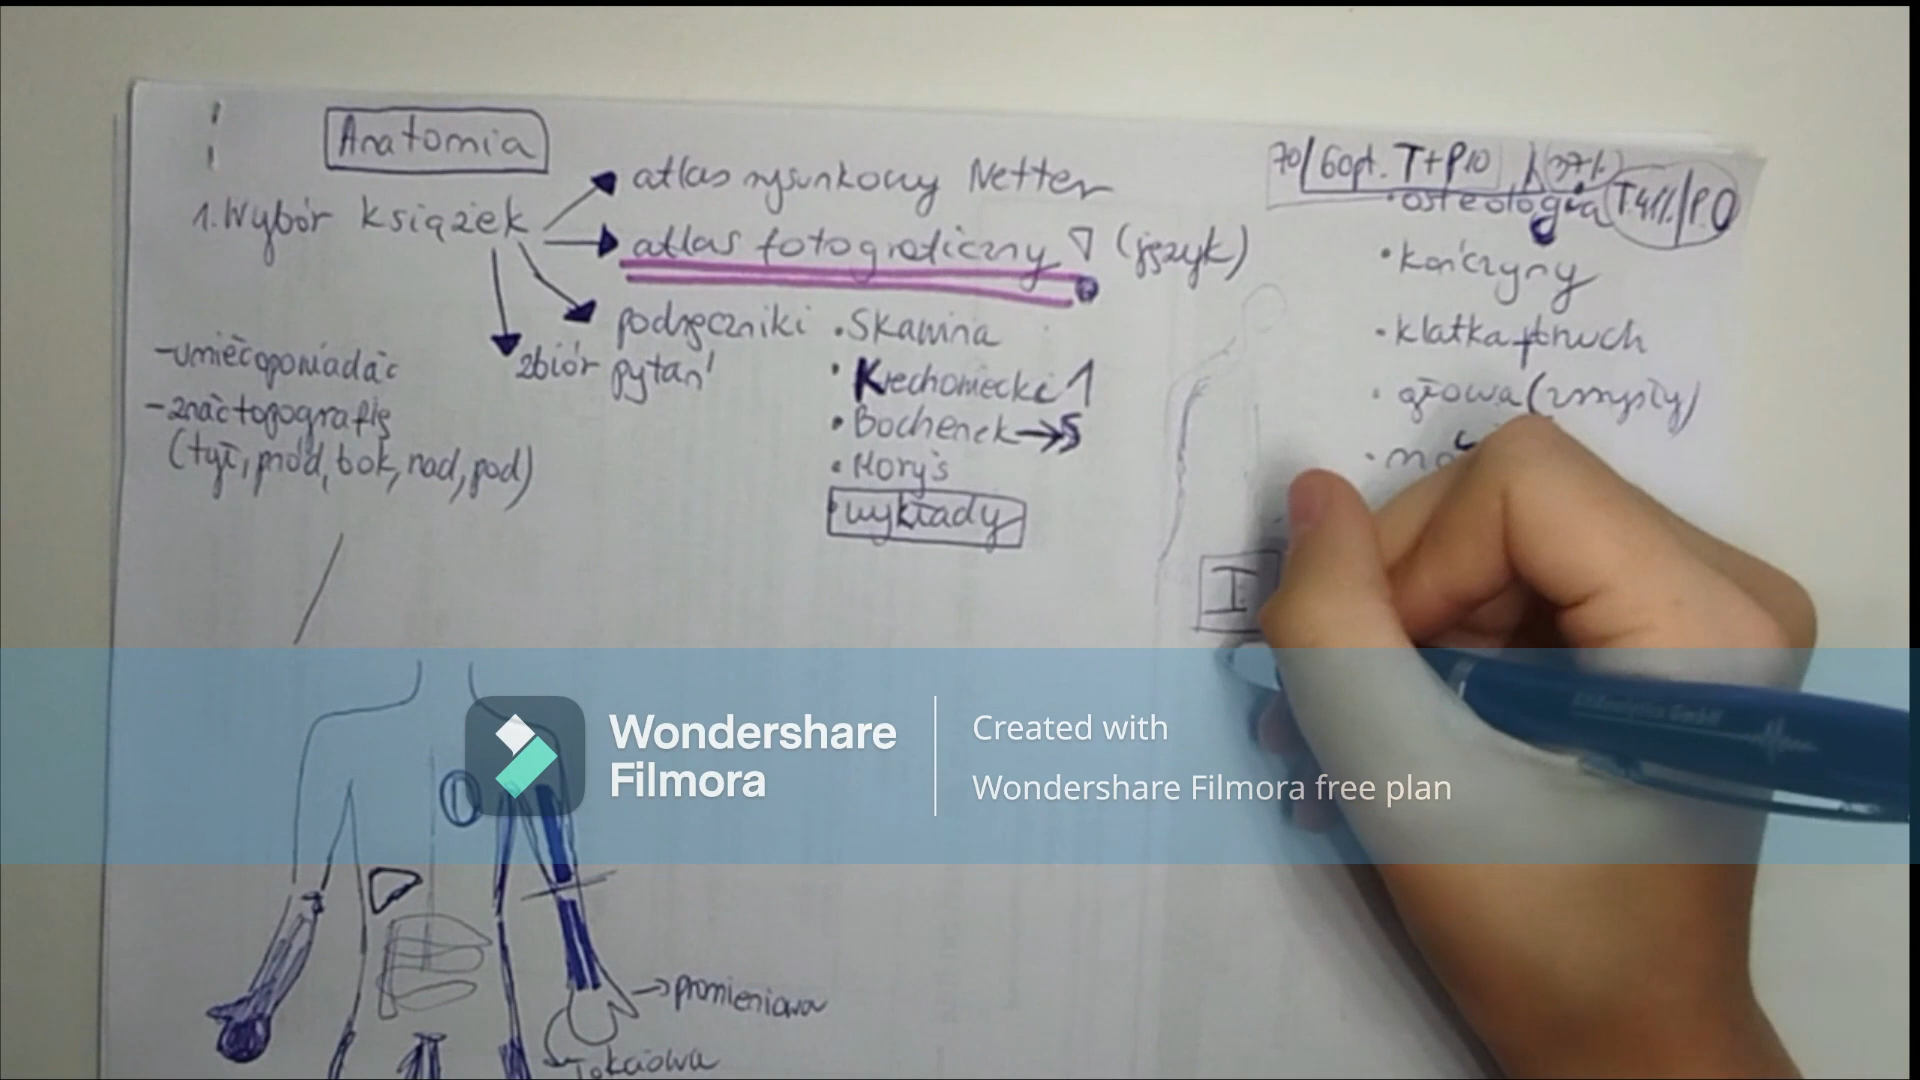 Anatomia
1. Wybór książek
atlas rysunkowy Netter
atlas fotograficzny (język)
podręczniki
• Skawina
• Krechowiecki 1
• Bochenek → 5
• Moryś
• wykłady
zbiór pytań
- umieć opowiadać
- znać topografię
(tył, przód, bok, nad, pod)
70/60pt. T+P10
T411/P.O
• osteologia
• kończyny
• klatka brzuch
• głowa (zmysły)
I
Wondershare
Filmora
Created with
Wondershare Filmora free plan
→ promieniowa
łokciowa